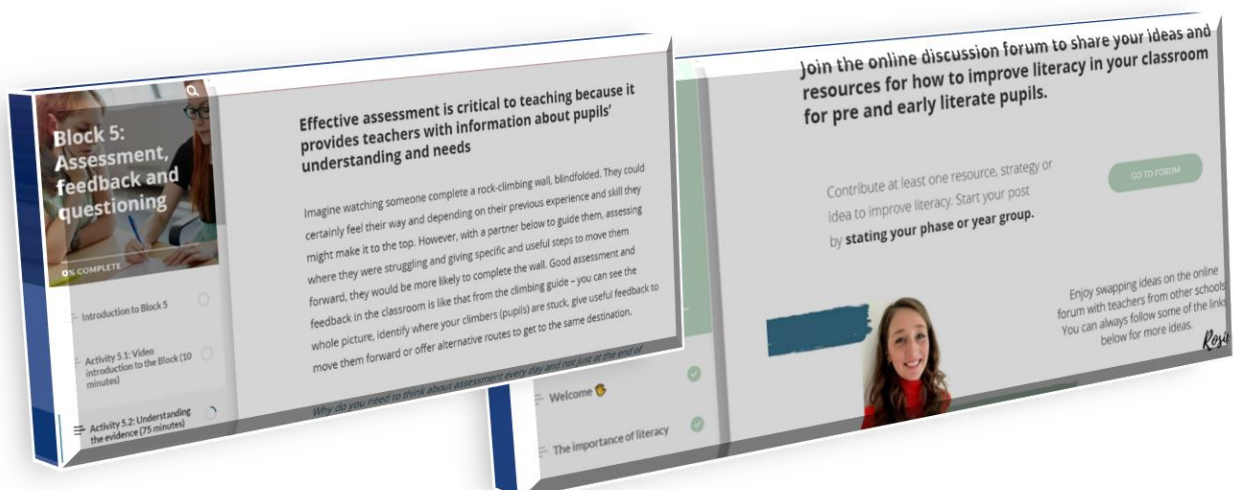 Block 5:
Assessment,
feedback and
questioning
0% COMPLETE
Introduction to Block 5
Activity 5.1: Video
introduction to the Block (10
minutes)
Activity 5.2: Understanding
the evidence (75 minutes)
Effective assessment is critical to teaching because it
provides teachers with information about pupils'
understanding and needs
Imagine watching someone complete a rock-climbing wall, blindfolded. They could
certainly feel their way and depending on their previous experience and skill they
might make it to the top. However, with a partner below to guide them, assessing
where they were struggling and giving specific and useful steps to move them
forward, they would be more likely to complete the wall. Good assessment and
feedback in the classroom is like that from the climbing guide – you can see the
whole picture, identify where your climbers (pupils) are stuck, give useful feedback to
move them forward or offer alternative routes to get to the same destination.
Why do you need to think about assessment every day and not just at the end of
Join the online discussion forum to share your ideas and
resources for how to improve literacy in your classroom
for pre and early literate pupils.
Contribute at least one resource, strategy or
idea to improve literacy. Start your post
by stating your phase or year group.
GO TO FORUM
Enjoy swapping ideas on the online
forum with teachers from other schools
You can always follow some of the links
below for more ideas.
Rosie
Welcome 👋
The importance of literacy